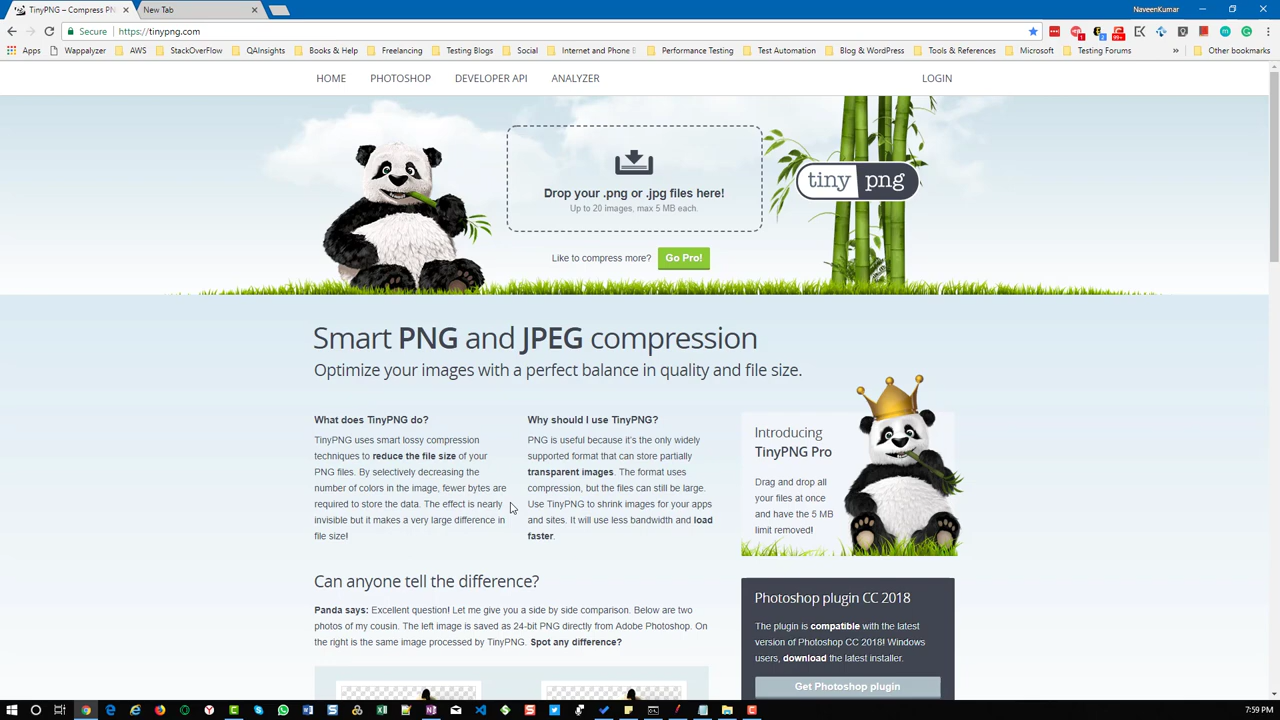 TinyPNG – Compress PN
New Tab
NaveenKumar
Secure
https://tinypng.com
Apps
Wappalyzer
AWS
StackOverFlow
QAInsights
Books & Help
Freelancing
Testing Blogs
Social
Internet and Phone
Performance Testing
Test Automation
Blog & WordPress
Tools & References
Microsoft
Testing Forums
Other bookmarks
HOME
PHOTOSHOP
DEVELOPER API
ANALYZER
LOGIN
Drop your .png or .jpg files here!
Up to 20 images, max 5 MB each.
tiny png
Like to compress more?
Go Pro!
Smart PNG and JPEG compression
Optimize your images with a perfect balance in quality and file size.
What does TinyPNG do?
TinyPNG uses smart lossy compression
techniques to reduce the file size of your
PNG files. By selectively decreasing the
number of colors in the image, fewer bytes are
required to store the data. The effect is nearly
invisible but it makes a very large difference in
file size!
Why should I use TinyPNG?
PNG is useful because it's the only widely
supported format that can store partially
transparent images. The format uses
compression, but the files can still be large.
Use TinyPNG to shrink images for your apps
and sites. It will use less bandwidth and load
faster.
Introducing
TinyPNG Pro
Drag and drop all
your files at once
and have the 5 MB
limit removed!
Can anyone tell the difference?
Panda says: Excellent question! Let me give you a side by side comparison. Below are two
photos of my cousin. The left image is saved as 24-bit PNG directly from Adobe Photoshop. On
the right is the same image processed by TinyPNG. Spot any difference?
Photoshop plugin CC 2018
The plugin is compatible with the latest
version of Photoshop CC 2018! Windows
users, download the latest installer.
Get Photoshop plugin
7:59 PM